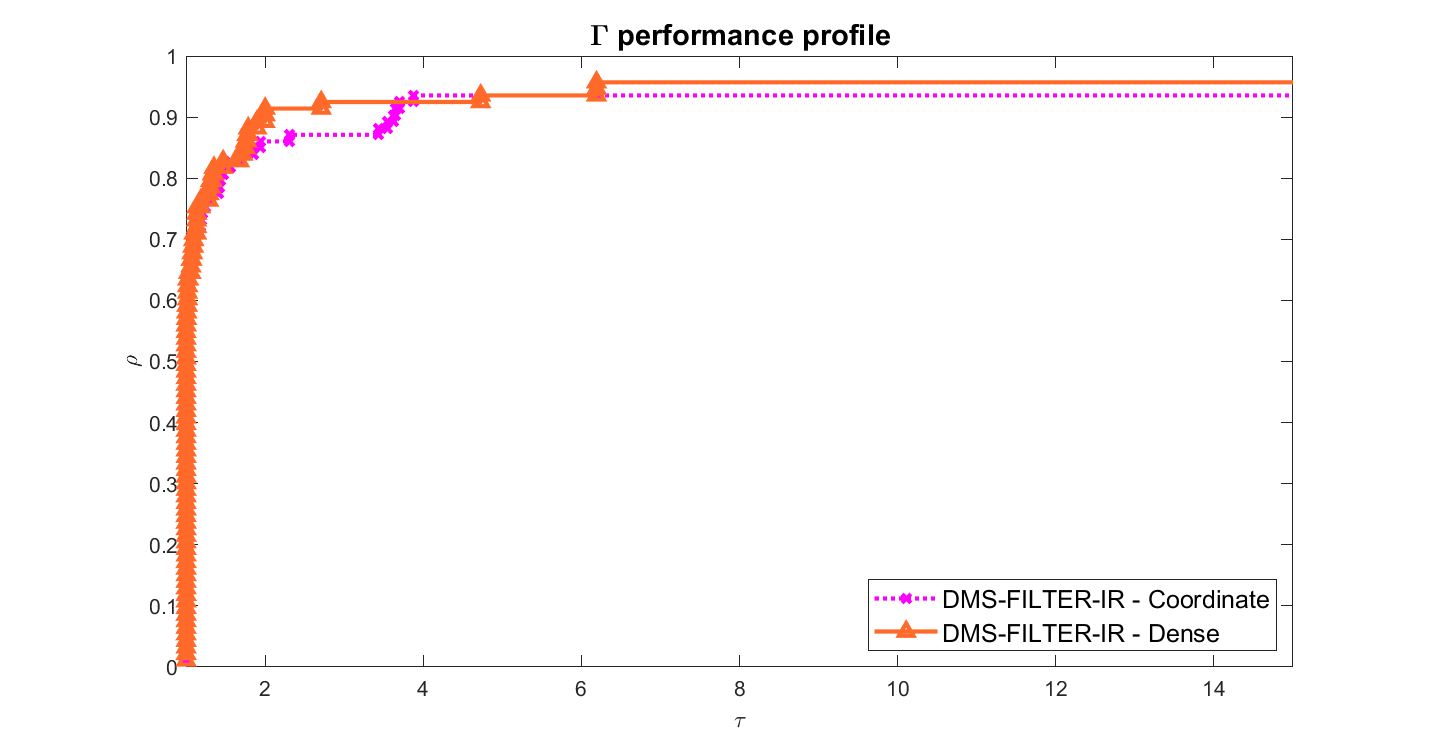 Γ performance profile
1
0.9
0.8
0.7
0.6
0.5
0.4
0.3
0.2
0.1
0
ρ
2 4 6 8 10 12 14
τ
DMS-FILTER-IR - Coordinate
DMS-FILTER-IR - Dense